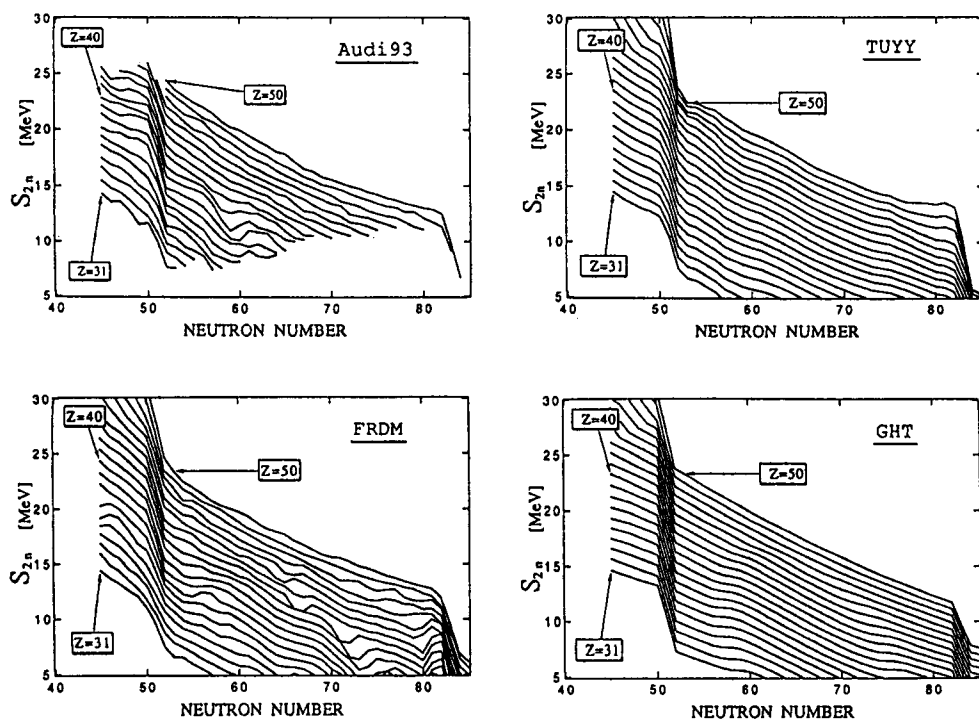 30
Z=40
Audi93
25
Z=50
20
[MeV]
15
S2n
10
Z=31
5
40 50 60 70 80
NEUTRON NUMBER
30
TUYY
Z=40
25
Z=50
20
[MeV]
15
S2n
10
Z=31
5
40 50 60 70 80
NEUTRON NUMBER
30
Z=40
FRDM
25
Z=50
20
[MeV]
15
S2n
10
Z=31
5
40 50 60 70 80
NEUTRON NUMBER
30
Z=40
GHT
25
Z=50
20
[MeV]
15
S2n
10
Z=31
5
40 50 60 70 80
NEUTRON NUMBER